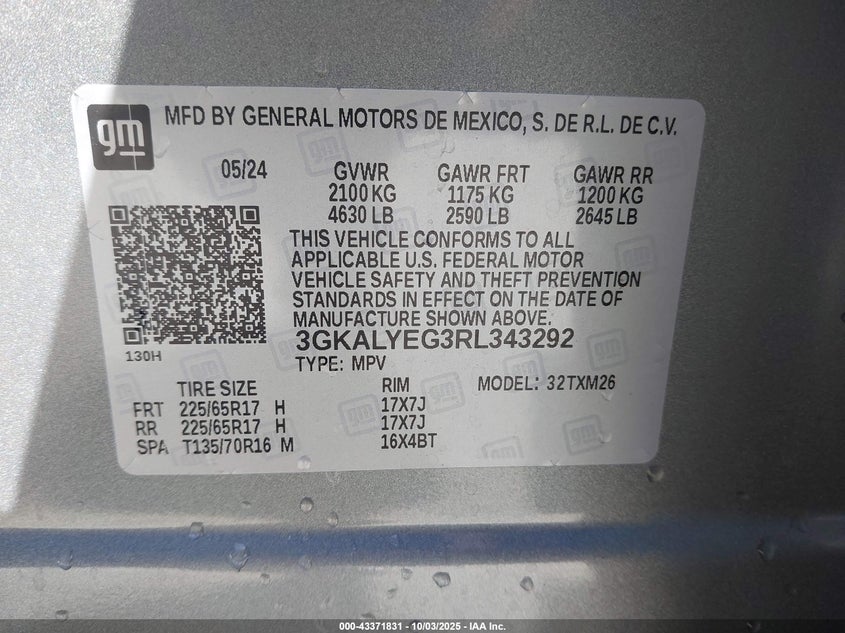 gm
MFD BY GENERAL MOTORS DE MEXICO, S. DE R.L. DE C.V.
05/24 GVWR GAWR FRT GAWR RR
2100 KG 1175 KG 1200 KG
4630 LB 2590 LB 2645 LB
THIS VEHICLE CONFORMS TO ALL
APPLICABLE U.S. FEDERAL MOTOR
VEHICLE SAFETY AND THEFT PREVENTION
STANDARDS IN EFFECT ON THE DATE OF
MANUFACTURE SHOWN ABOVE.
3GKALYEG3RL343292
130H
TYPE: MPV
TIRE SIZE RIM MODEL: 32TXM26
FRT 225/65R17 H 17X7J
RR 225/65R17 H 17X7J
SPA T135/70R16 M 16X4BT
000-43371831 - 10/03/2025 - IAA Inc.